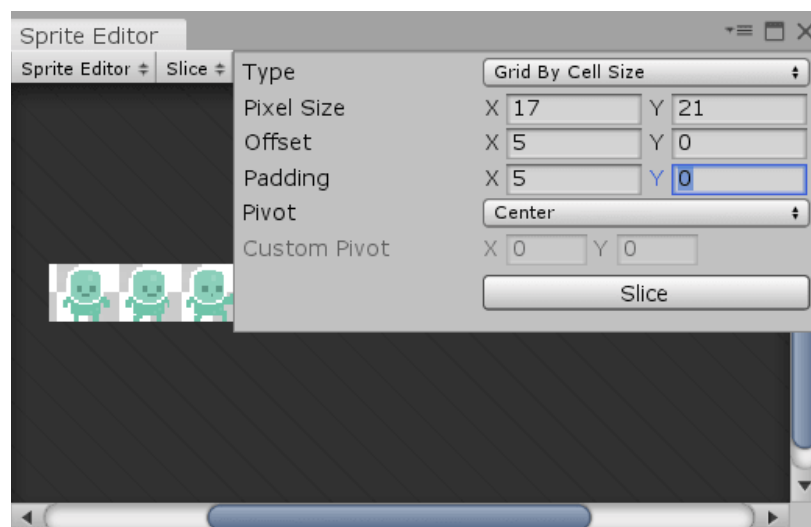 Sprite Editor
Sprite Editor Slice
Type Grid By Cell Size
Pixel Size X 17 Y 21
Offset X 5 Y 0
Padding X 5 Y 0
Pivot Center
Custom Pivot X 0 Y 0
Slice